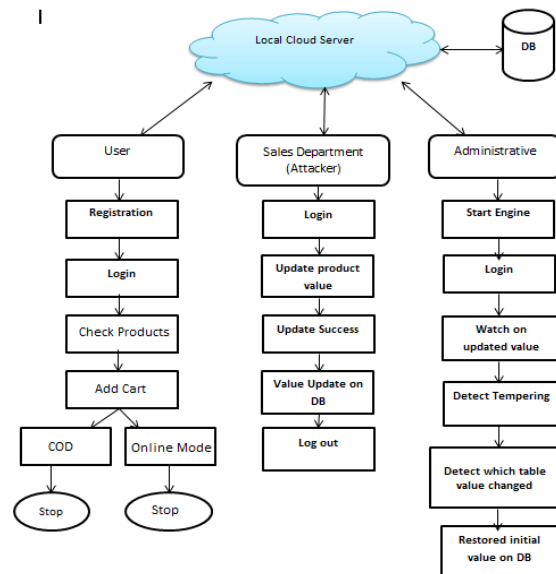 I
Local Cloud Server
DB
User
Registration
Login
Check Products
Add Cart
COD
Online Mode
Stop
Stop
Sales Department
(Attacker)
Login
Update product
value
Update Success
Value Update on
DB
Log out
Administrative
Start Engine
Login
Watch on
updated value
Detect Tempering
Detect which table
value changed
Restored initial
value on DB